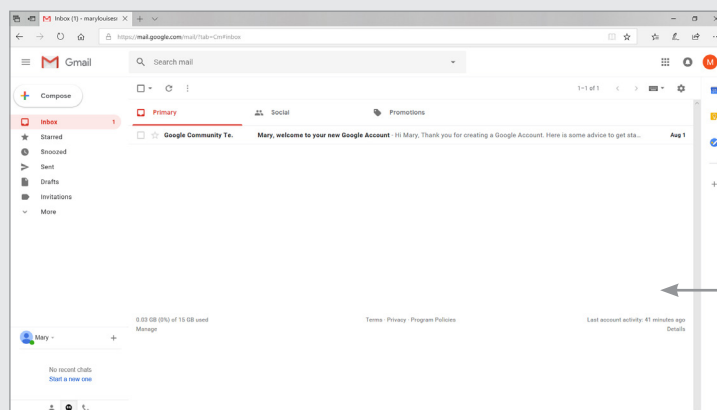 Inbox (1) - marylouises
https://mail.google.com/mail/?tab=Cm#inbox
Gmail
Search mail
Compose
1–1 of 1
Primary
Social
Promotions
Inbox 1
Google Community Te. Mary, welcome to your new Google Account - Hi Mary, Thank you for creating a Google Account. Here is some advice to get sta... Aug 1
Starred
Snoozed
Sent
Drafts
Invitations
More
0.03 GB (0%) of 15 GB used
Manage
Terms · Privacy · Program Policies
Last account activity: 41 minutes ago
Details
Mary
No recent chats
Start a new one
M